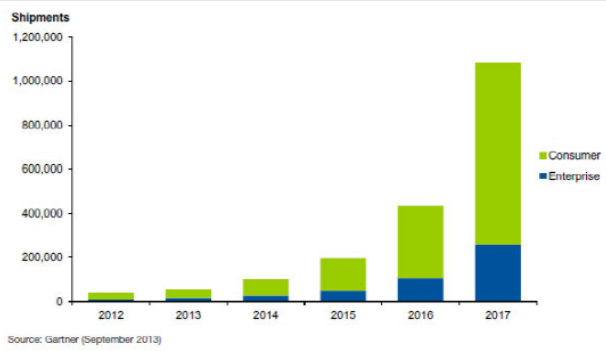 Shipments
1,200,000
1,000,000
800,000
600,000
400,000
200,000
0
Consumer
Enterprise
2012 2013 2014 2015 2016 2017
Source: Gartner (September 2013)